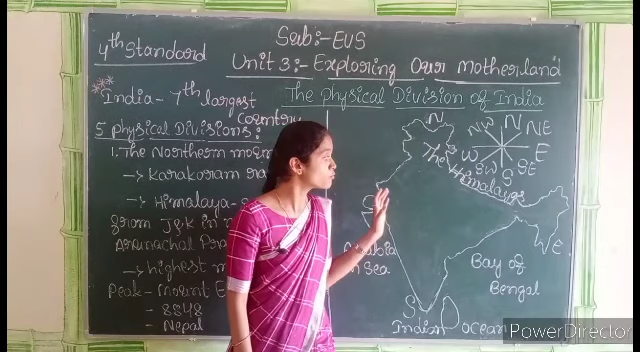 Sub:- EVS
4th Standard
Unit 3:- Exploring Our Motherland
*** India - 7th largest
country
The Physical Division of India
5 physical Divisions:
1. The Northern
-> Karakoram
-> Himalaya -
from J&K in
Arunachal
-> highest
Peak - Mount
- 8848
- Nepal
N
NW N NE
W E
SW S SE
The Himalayas
E
Sea
Bay of
Bengal
S
Indian Ocean
PowerDirector